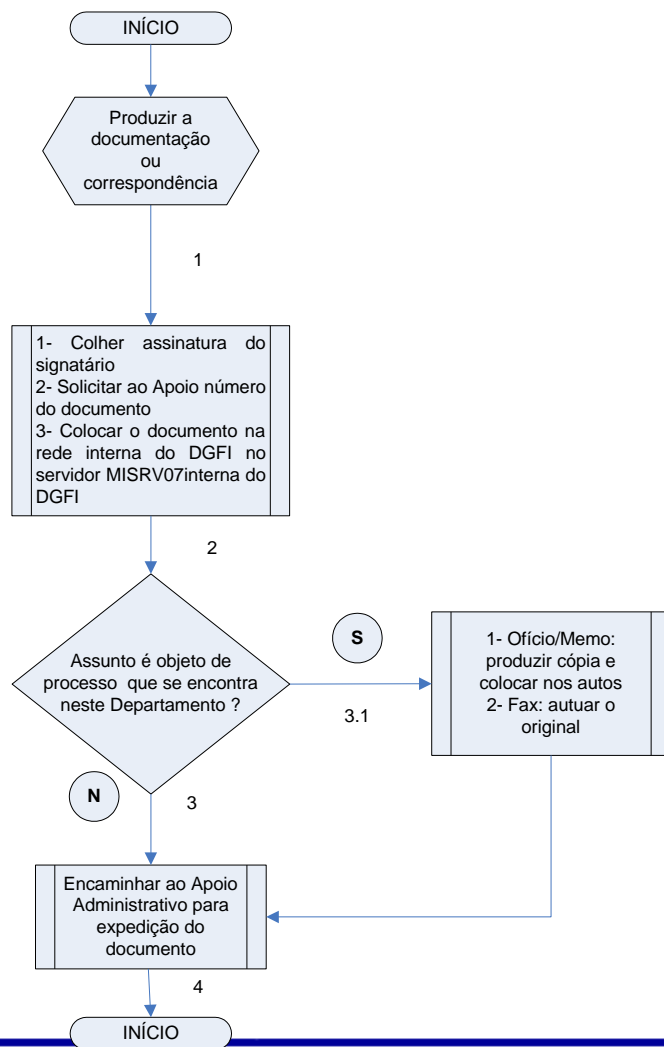 INÍCIO
Produzir a
documentação
ou
correspondência
1
1- Colher assinatura do
signatário
2- Solicitar ao Apoio número
do documento
3- Colocar o documento na
rede interna do DGFI no
servidor MISRV07interna do
DGFI
2
Assunto é objeto de
processo que se encontra
neste Departamento ?
S
3.1
1- Ofício/Memo:
produzir cópia e
colocar nos autos
2- Fax: autuar o
original
N
3
Encaminhar ao Apoio
Administrativo para
expedição do
documento
4
INÍCIO